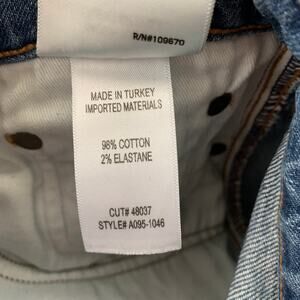 R/N#109670
MADE IN TURKEY
IMPORTED MATERIALS
98% COTTON
2% ELASTANE
CUT# 48037
STYLE# A095-1046